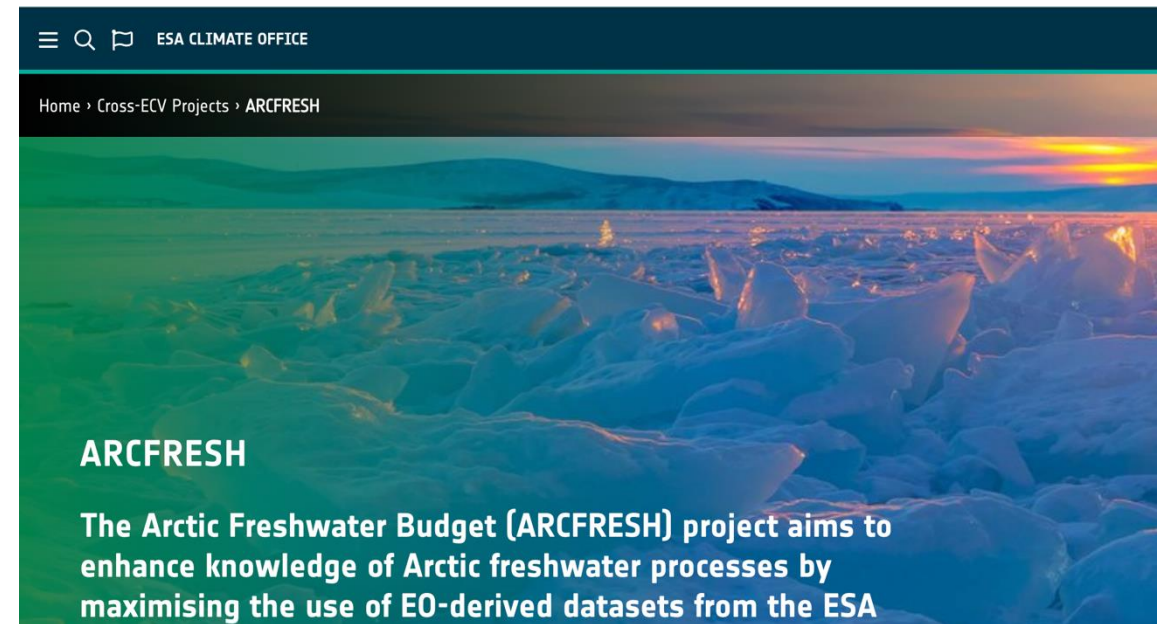 ESA CLIMATE OFFICE
Home › Cross-ECV Projects › ARCFRESH
ARCFRESH
The Arctic Freshwater Budget (ARCFRESH) project aims to
enhance knowledge of Arctic freshwater processes by
maximising the use of EO-derived datasets from the ESA